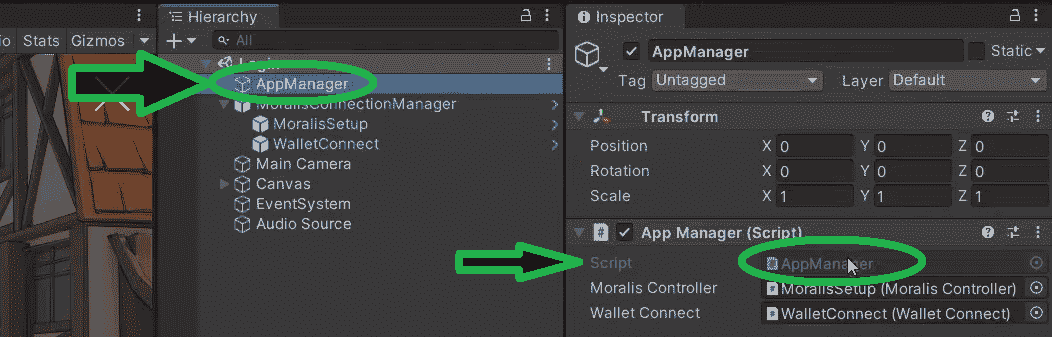 io Stats Gizmos
Hierarchy
All
Login
AppManager
MoralisConnectionManager
MoralisSetup
WalletConnect
Main Camera
Canvas
EventSystem
Audio Source
Inspector
AppManager Static
Tag Untagged Layer Default
Transform
Position X 0 Y 0 Z 0
Rotation X 0 Y 0 Z 0
Scale X 1 Y 1 Z 1
# App Manager (Script)
Script AppManager
Moralis Controller MoralisSetup (Moralis Controller)
Wallet Connect WalletConnect (Wallet Connect)